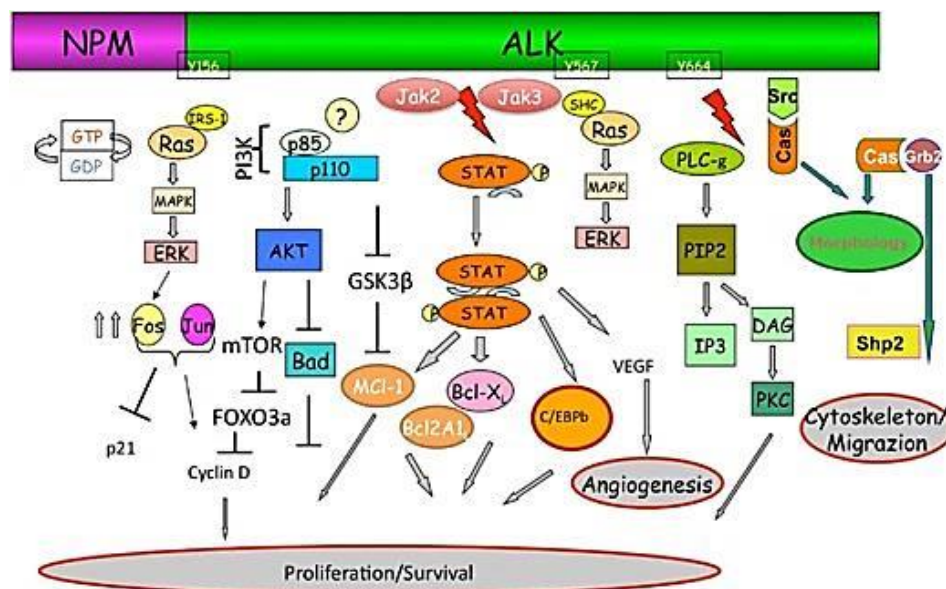 NPM
ALK
Y156
Y567
Y664
Jak2
Jak3
SHC
Ras
MAPK
ERK
IRS-1
Ras
MAPK
ERK
GTP
GDP
PI3K
p85
?
p110
AKT
GSK3β
STAT
P
STAT
P
STAT
P
PLC-g
PIP2
IP3
DAG
PKC
Src
Cas
Cas
Grb2
Morphology
Shp2
Fos
Jun
mTOR
Bad
p21
FOXO3a
Cyclin D
MCl-1
Bcl-XL
Bcl2A1
C/EBPb
VEGF
Angiogenesis
Cytoskeleton/
Migrazion
Proliferation/Survival